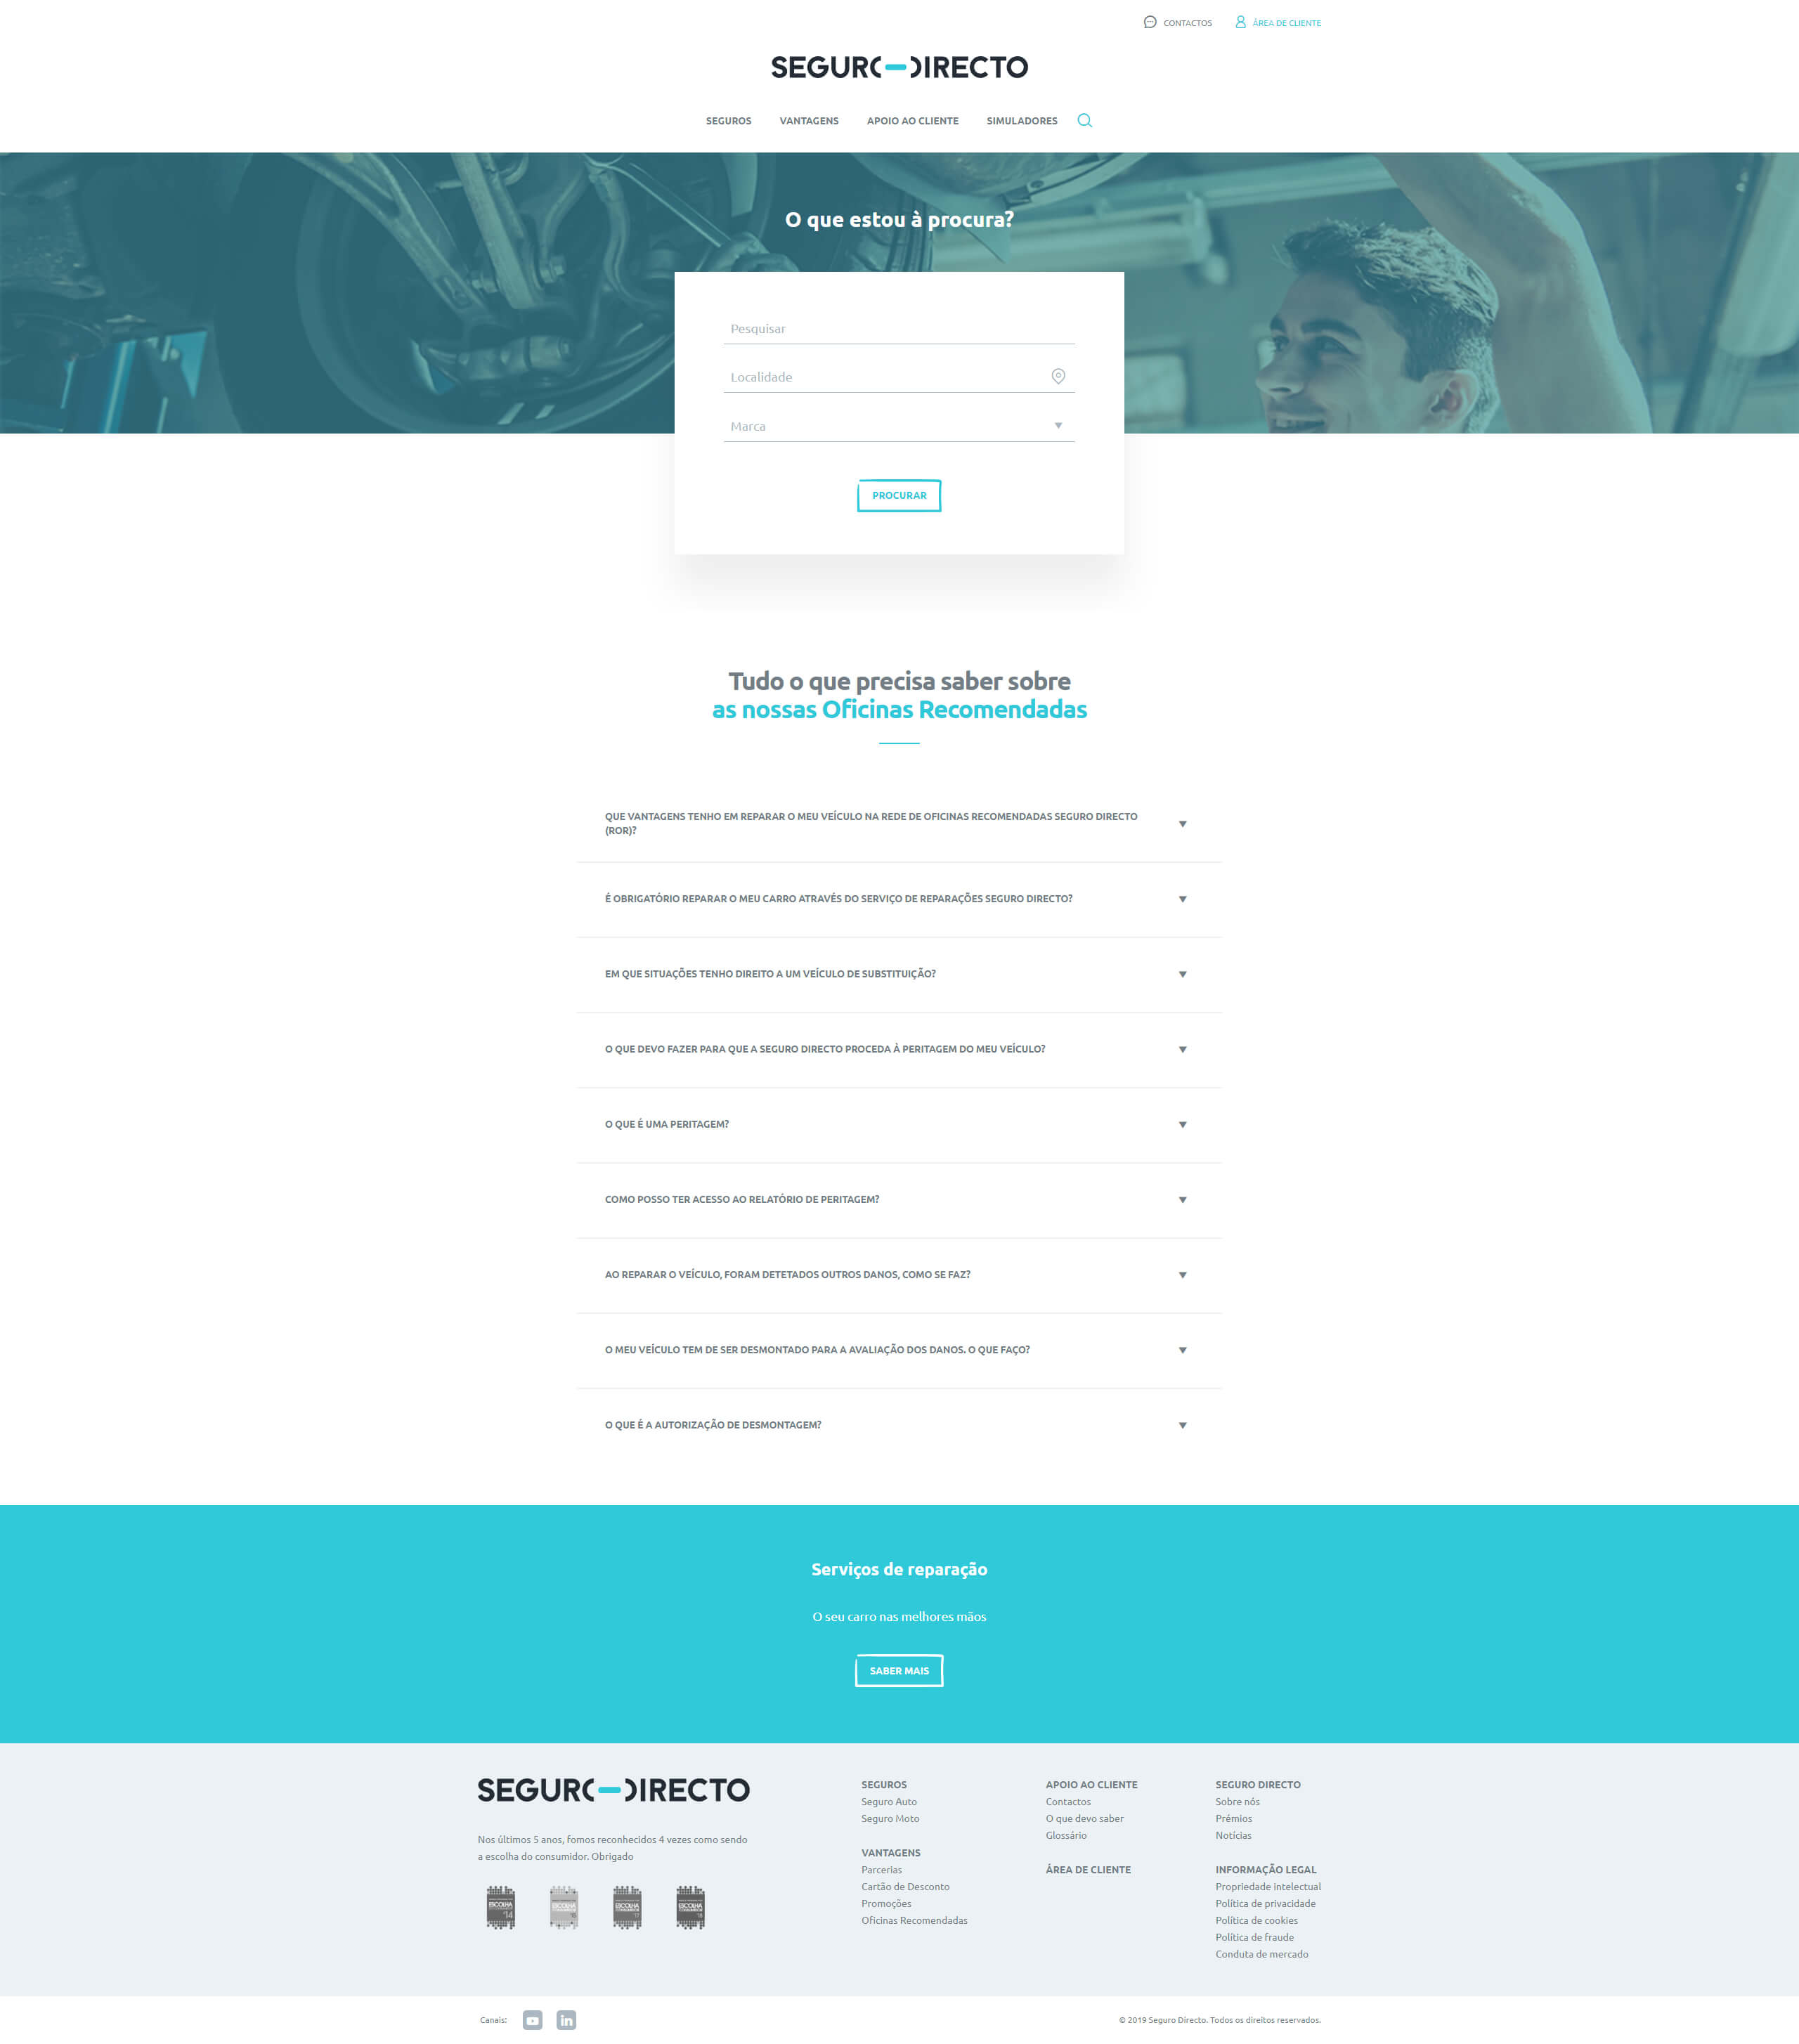 CONTACTOS
ÁREA DE CLIENTE
SEGURO DIRECTO
SEGUROS
VANTAGENS
APOIO AO CLIENTE
SIMULADORES
O que estou à procura?
Pesquisar
Localidade
Marca
PROCURAR
Tudo o que precisa saber sobre
as nossas Oficinas Recomendadas
QUE VANTAGENS TENHO EM REPARAR O MEU VEÍCULO NA REDE DE OFICINAS RECOMENDADAS SEGURO DIRECTO
(ROR)?
É OBRIGATÓRIO REPARAR O MEU CARRO ATRAVÉS DO SERVIÇO DE REPARAÇÕES SEGURO DIRECTO?
EM QUE SITUAÇÕES TENHO DIREITO A UM VEÍCULO DE SUBSTITUIÇÃO?
O QUE DEVO FAZER PARA QUE A SEGURO DIRECTO PROCEDA À PERITAGEM DO MEU VEÍCULO?
O QUE É UMA PERITAGEM?
COMO POSSO TER ACESSO AO RELATÓRIO DE PERITAGEM?
AO REPARAR O VEÍCULO, FORAM DETETADOS OUTROS DANOS, COMO SE FAZ?
O MEU VEÍCULO TEM DE SER DESMONTADO PARA A AVALIAÇÃO DOS DANOS. O QUE FAÇO?
O QUE É A AUTORIZAÇÃO DE DESMONTAGEM?
Serviços de reparação
O seu carro nas melhores mãos
SABER MAIS
SEGURO DIRECTO
Nos últimos 5 anos, fomos reconhecidos 4 vezes como sendo
a escolha do consumidor. Obrigado
ESCOLHA
'14
ESCOLHA
ESCOLHA
CONSUMIDOR
'17
ESCOLHA
CONSUMIDOR
SEGUROS
Seguro Auto
Seguro Moto
VANTAGENS
Parcerias
Cartão de Desconto
Promoções
Oficinas Recomendadas
APOIO AO CLIENTE
Contactos
O que devo saber
Glossário
ÁREA DE CLIENTE
SEGURO DIRECTO
Sobre nós
Prémios
Notícias
INFORMAÇÃO LEGAL
Propriedade intelectual
Política de privacidade
Política de cookies
Política de fraude
Conduta de mercado
Canais:
in
© 2019 Seguro Directo. Todos os direitos reservados.